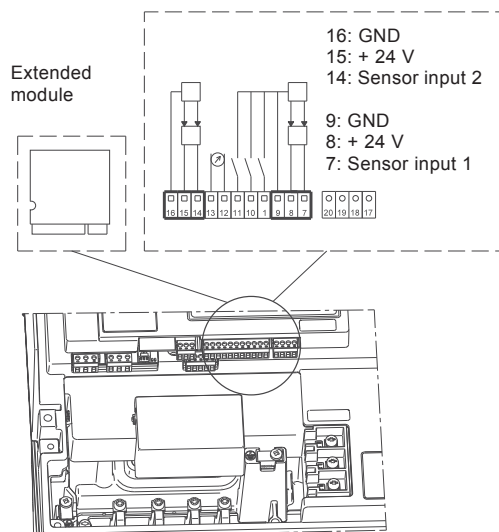 16: GND
15: + 24 V
14: Sensor input 2
Extended
module
9: GND
8: + 24 V
7: Sensor input 1
16 15 14 13 12 11 10 1 9 8 7 20 19 18 17